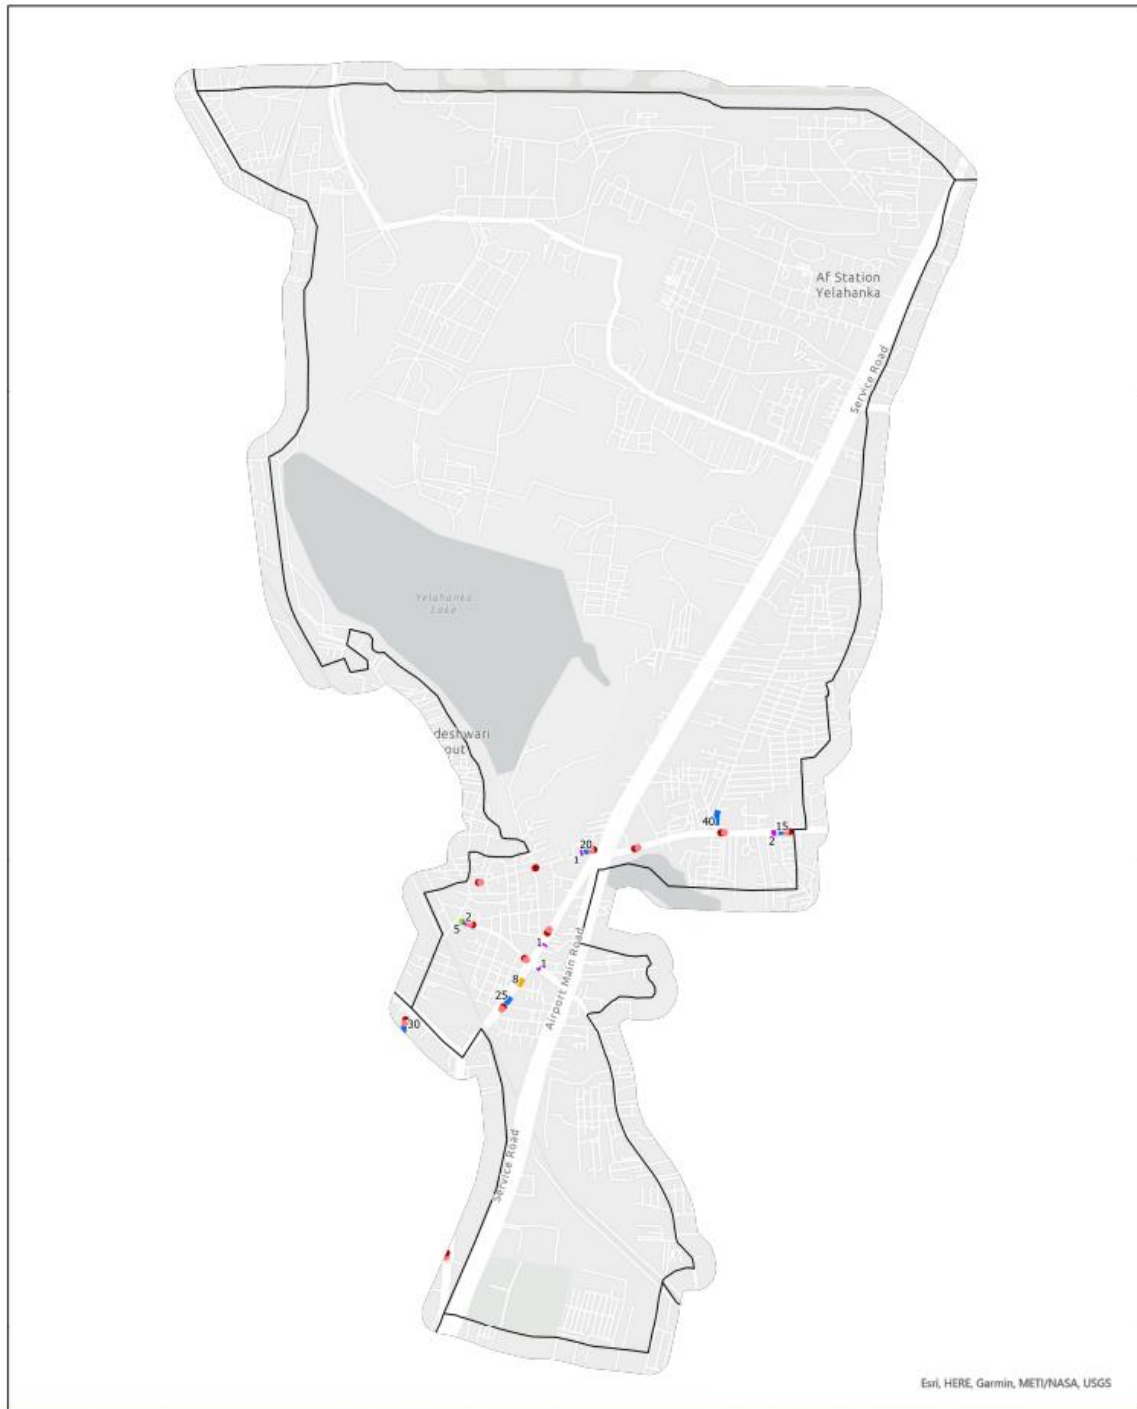 Af Station
Yelahanka
Service Road
Yelahanka
Lake
deshwari
out
40
15
2
20
1
2
5
1
1
8
25
30
Airport Main Road
Service Road
Esri, HERE, Garmin, METI/NASA, USGS